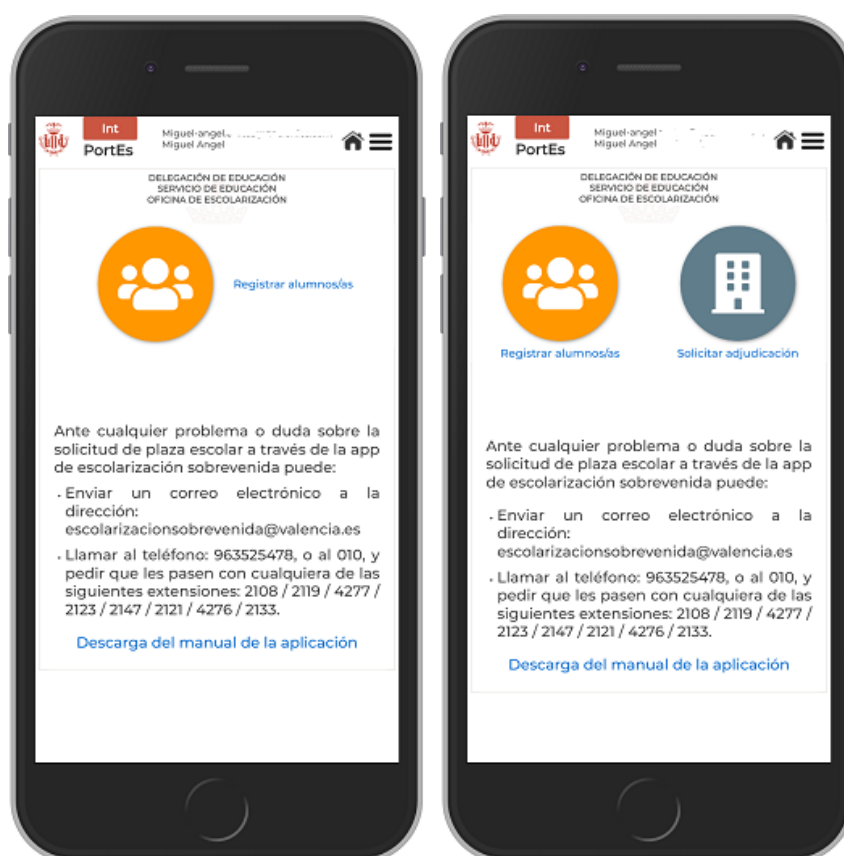 Int
PortEs
Miguel-angel
Miguel Angel
DELEGACIÓN DE EDUCACIÓN
SERVICIO DE EDUCACIÓN
OFICINA DE ESCOLARIZACIÓN
Registrar alumnos/as
Ante cualquier problema o duda sobre la
solicitud de plaza escolar a través de la app
de escolarización sobrevenida puede:
- Enviar un correo electrónico a la
dirección:
escolarizacionsobrevenida@valencia.es
- Llamar al teléfono: 963525478, o al 010, y
pedir que les pasen con cualquiera de las
siguientes extensiones: 2108 / 2119 / 4277 /
2123 / 2147 / 2121 / 4276 / 2133.
Descarga del manual de la aplicación
Int
PortEs
Miguel-angel
Miguel Angel
DELEGACIÓN DE EDUCACIÓN
SERVICIO DE EDUCACIÓN
OFICINA DE ESCOLARIZACIÓN
Registrar alumnos/as
Solicitar adjudicación
Ante cualquier problema o duda sobre la
solicitud de plaza escolar a través de la app
de escolarización sobrevenida puede:
- Enviar un correo electrónico a la
dirección:
escolarizacionsobrevenida@valencia.es
- Llamar al teléfono: 963525478, o al 010, y
pedir que les pasen con cualquiera de las
siguientes extensiones: 2108 / 2119 / 4277 /
2123 / 2147 / 2121 / 4276 / 2133.
Descarga del manual de la aplicación